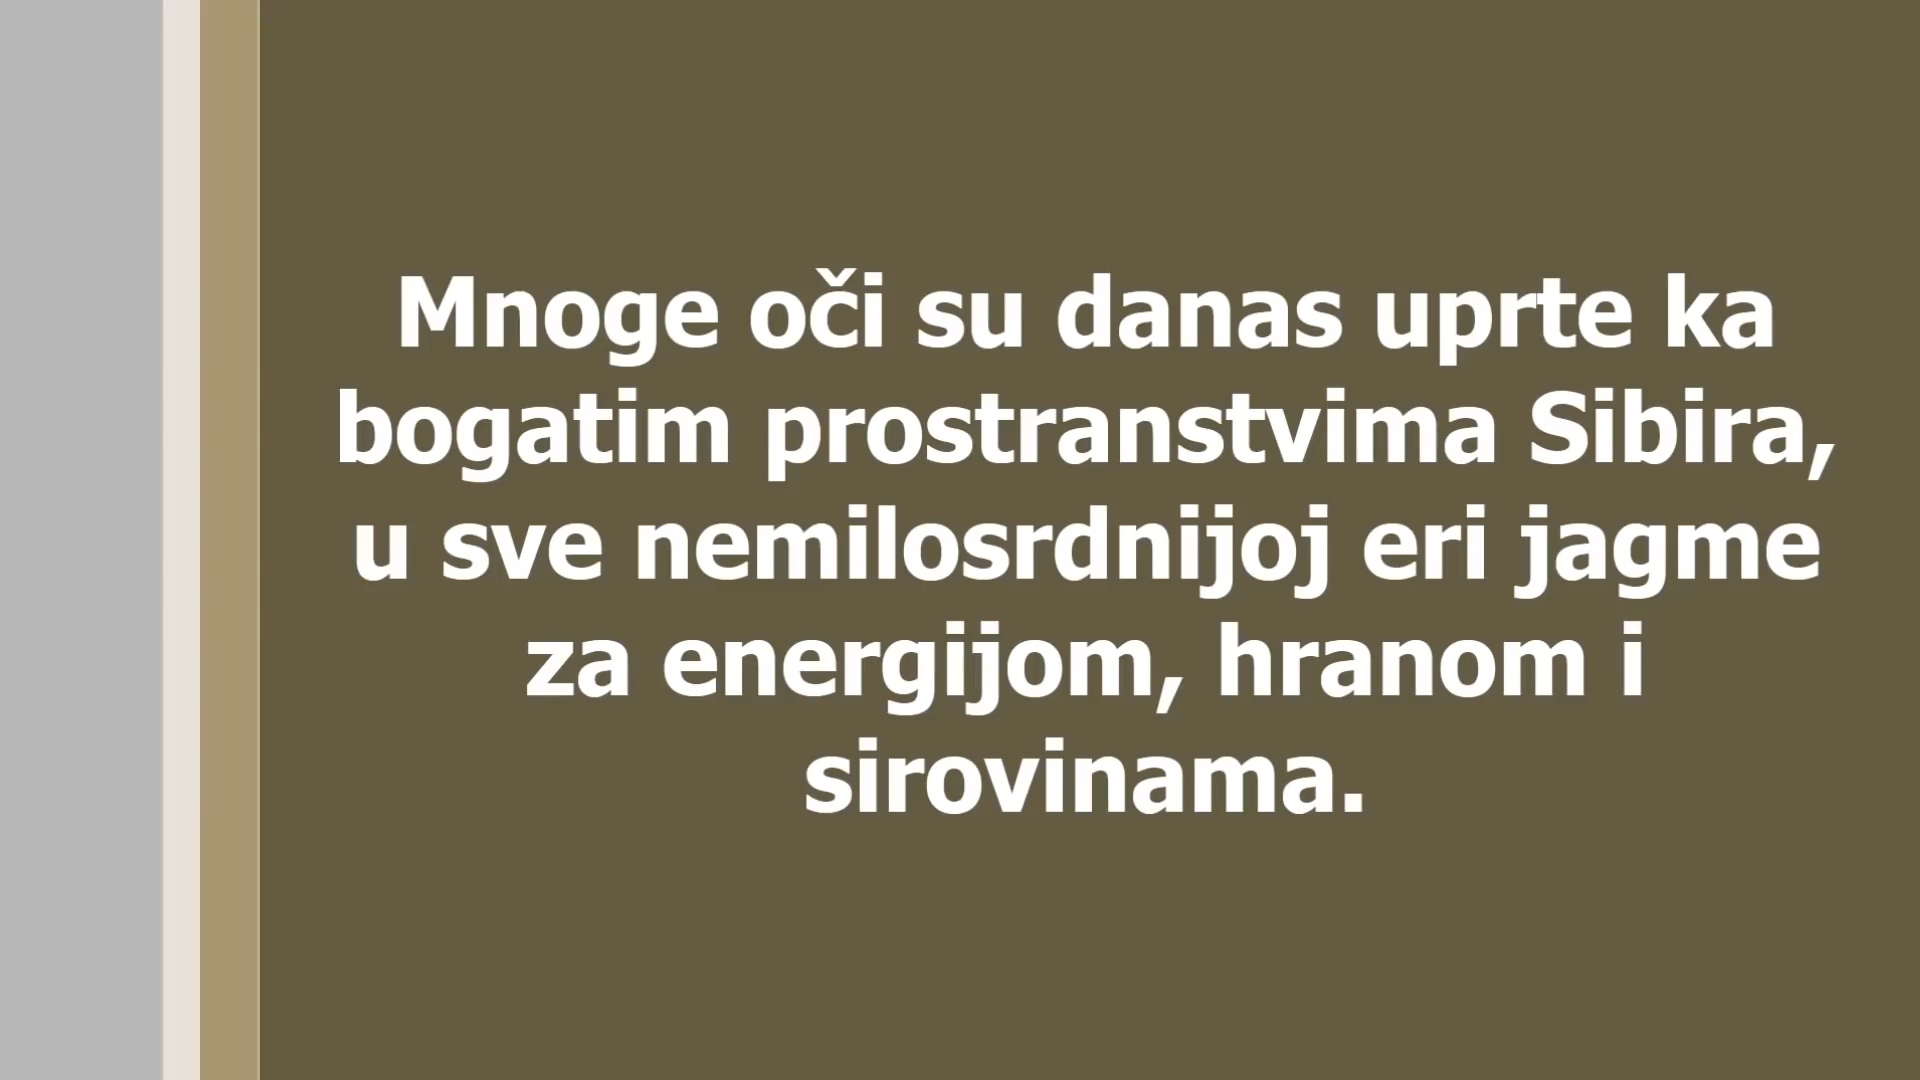 Mnoge oči su danas uprte ka
bogatim prostranstvima Sibira,
u sve nemilosrdnijoj eri jagme
za energijom, hranom i
sirovinama.